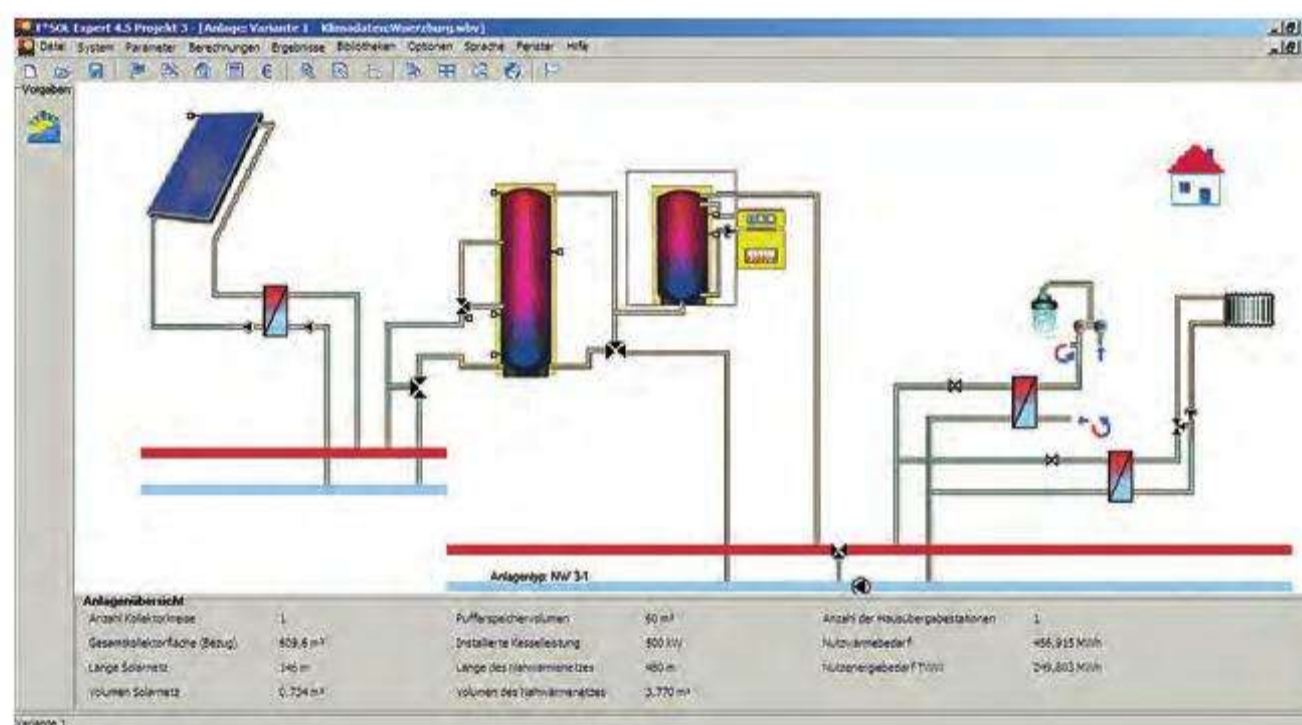 T*SOL Expert 4.5 Projekt 3 - [Anlage: Variante 1 Klimadaten:Wuerzburg.wbv]
Datei System Parameter Berechnungen Ergebnisse Bibliotheken Optionen Sprache Fenster Hilfe
Vorgaben
Anlagentyp: NW 3-1
Anlagenübersicht
Anzahl Kollektorkreise 1 Pufferspeichervolumen 60 m³ Anzahl der Hausübergabestationen 1
Gesamtkollektorfläche (Bezug) 609,6 m² Installierte Kesselleistung 500 kW Nutzwärmebedarf 456,915 MWh
Länge Solarnetz 146 m Länge des Nahwärmenetzes 480 m Nutzenergiebedarf TWW 249,803 MWh
Volumen Solarnetz 0,734 m³ Volumen des Nahwärmenetzes 3,770 m³
Variante 1